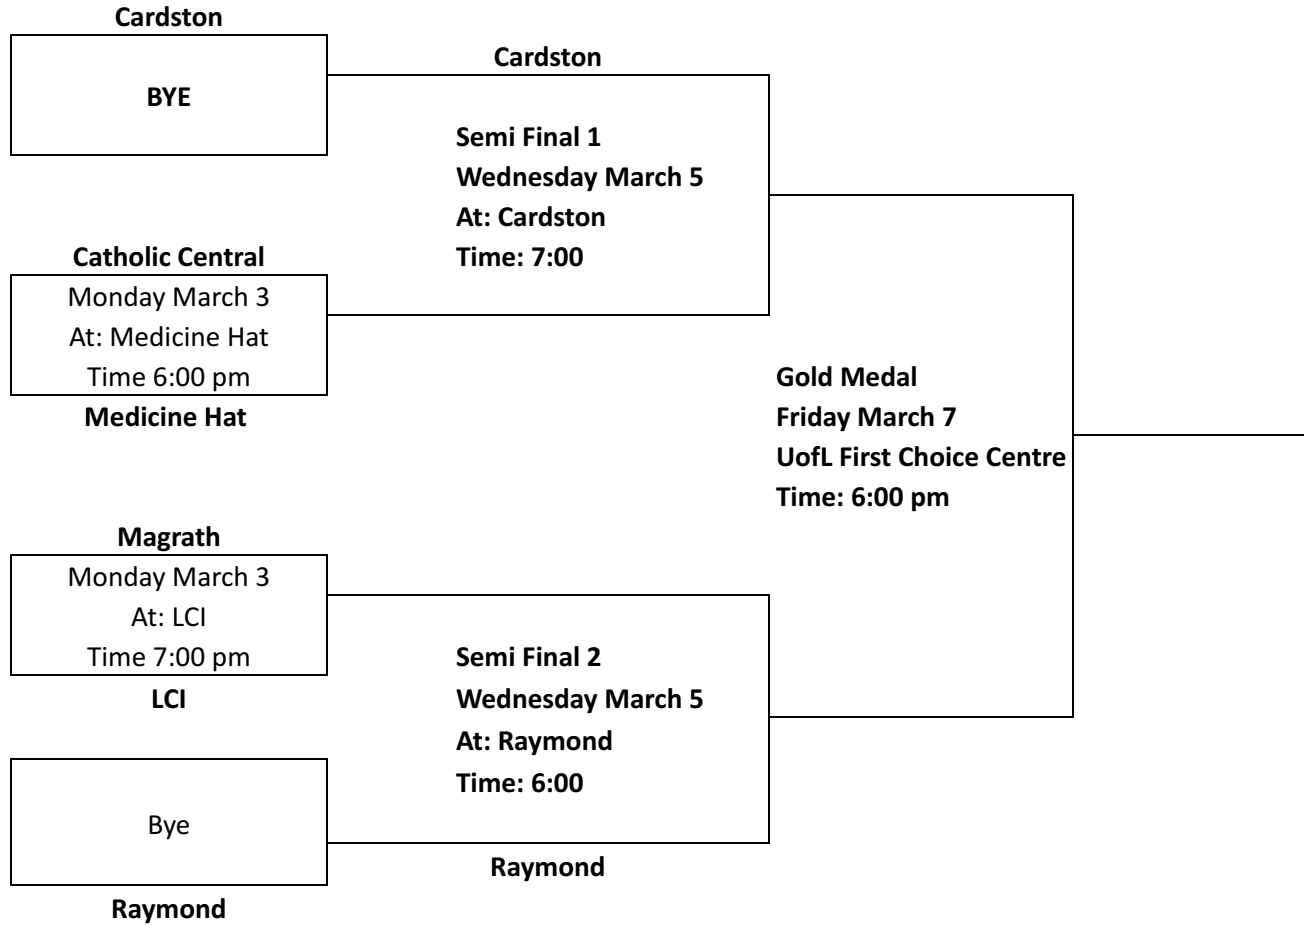 Cardston
BYE
Cardston
Semi Final 1
Wednesday March 5
At: Cardston
Time: 7:00
Catholic Central
Monday March 3
At: Medicine Hat
Time 6:00 pm
Medicine Hat
Gold Medal
Friday March 7
UofL First Choice Centre
Time: 6:00 pm
Magrath
Monday March 3
At: LCI
Time 7:00 pm
LCI
Semi Final 2
Wednesday March 5
At: Raymond
Time: 6:00
Bye
Raymond
Raymond